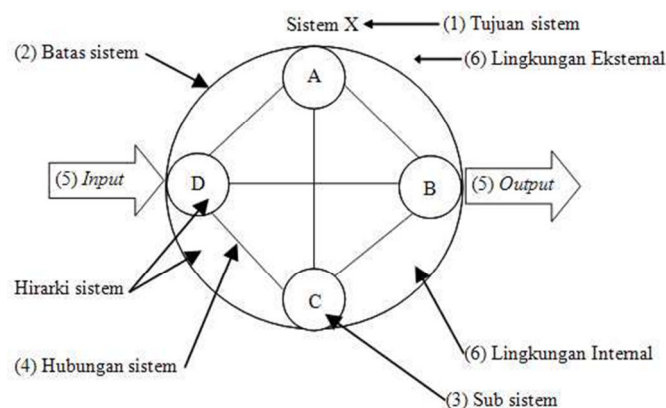 Sistem X
(1) Tujuan sistem
(2) Batas sistem
(6) Lingkungan Eksternal
A
(5) Input
D
B
(5) Output
Hirarki sistem
C
(4) Hubungan sistem
(6) Lingkungan Internal
(3) Sub sistem